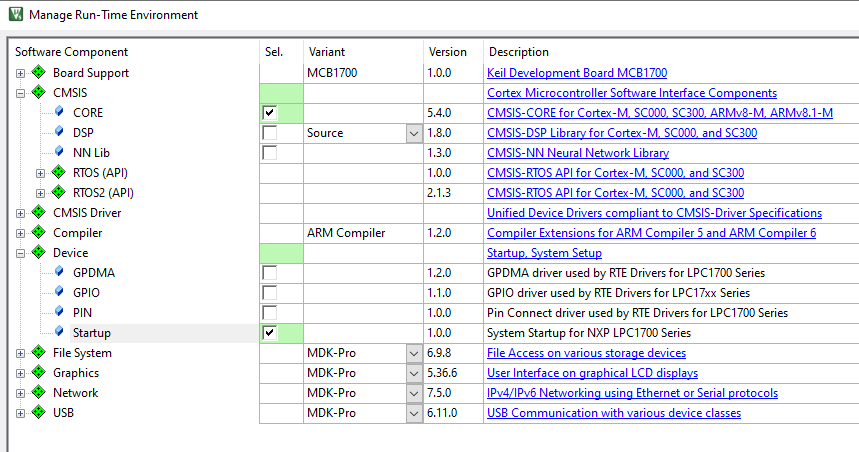 Manage Run-Time Environment
Software Component Sel. Variant Version Description
Board Support MCB1700 1.0.0 Keil Development Board MCB1700
CMSIS Cortex Microcontroller Software Interface Components
CORE 5.4.0 CMSIS-CORE for Cortex-M, SC000, SC300, ARMv8-M, ARMv8.1-M
DSP Source 1.8.0 CMSIS-DSP Library for Cortex-M, SC000, and SC300
NN Lib 1.3.0 CMSIS-NN Neural Network Library
RTOS (API) 1.0.0 CMSIS-RTOS API for Cortex-M, SC000, and SC300
RTOS2 (API) 2.1.3 CMSIS-RTOS API for Cortex-M, SC000, and SC300
CMSIS Driver Unified Device Drivers compliant to CMSIS-Driver Specifications
Compiler ARM Compiler 1.2.0 Compiler Extensions for ARM Compiler 5 and ARM Compiler 6
Device Startup, System Setup
GPDMA 1.2.0 GPDMA driver used by RTE Drivers for LPC1700 Series
GPIO 1.1.0 GPIO driver used by RTE Drivers for LPC17xx Series
PIN 1.0.0 Pin Connect driver used by RTE Drivers for LPC1700 Series
Startup 1.0.0 System Startup for NXP LPC1700 Series
File System MDK-Pro 6.9.8 File Access on various storage devices
Graphics MDK-Pro 5.36.6 User Interface on graphical LCD displays
Network MDK-Pro 7.5.0 IPv4/IPv6 Networking using Ethernet or Serial protocols
USB MDK-Pro 6.11.0 USB Communication with various device classes